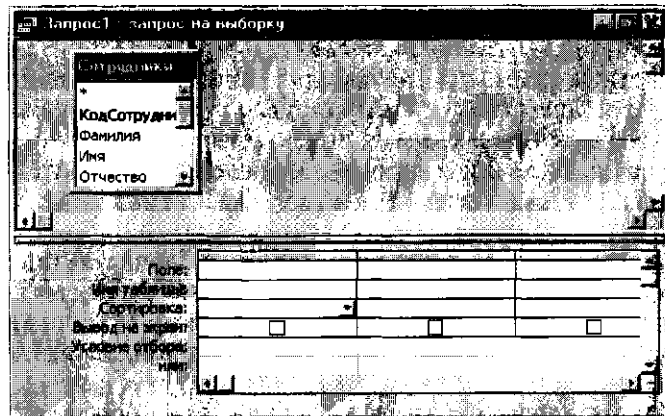 Запрос1 : запрос на выборку
Сотрудники
*
КодСотрудни
Фамилия
Имя
Отчество
Поле:
Имя таблицы:
Сортировка:
Вывод на экран:
Условие отбора:
или: